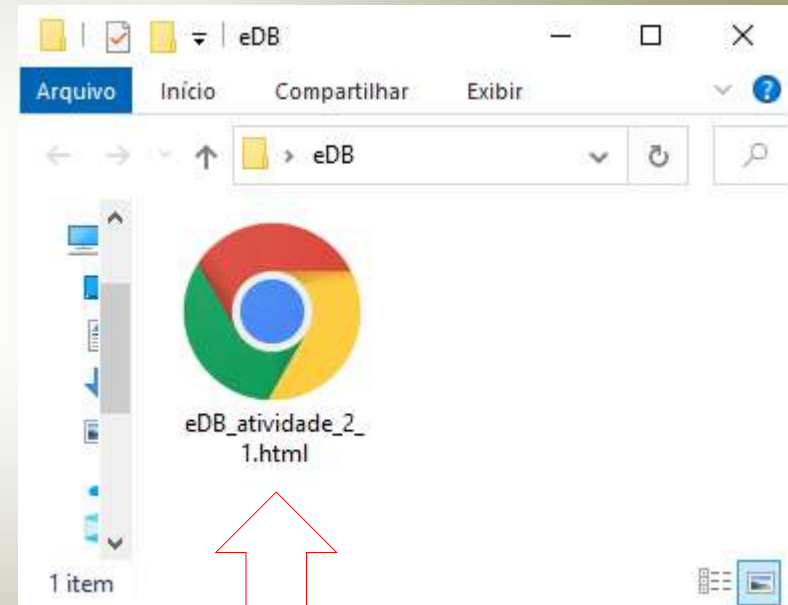 eDB
Arquivo Início Compartilhar Exibir
eDB
eDB_atividade_2_
1.html
1 item